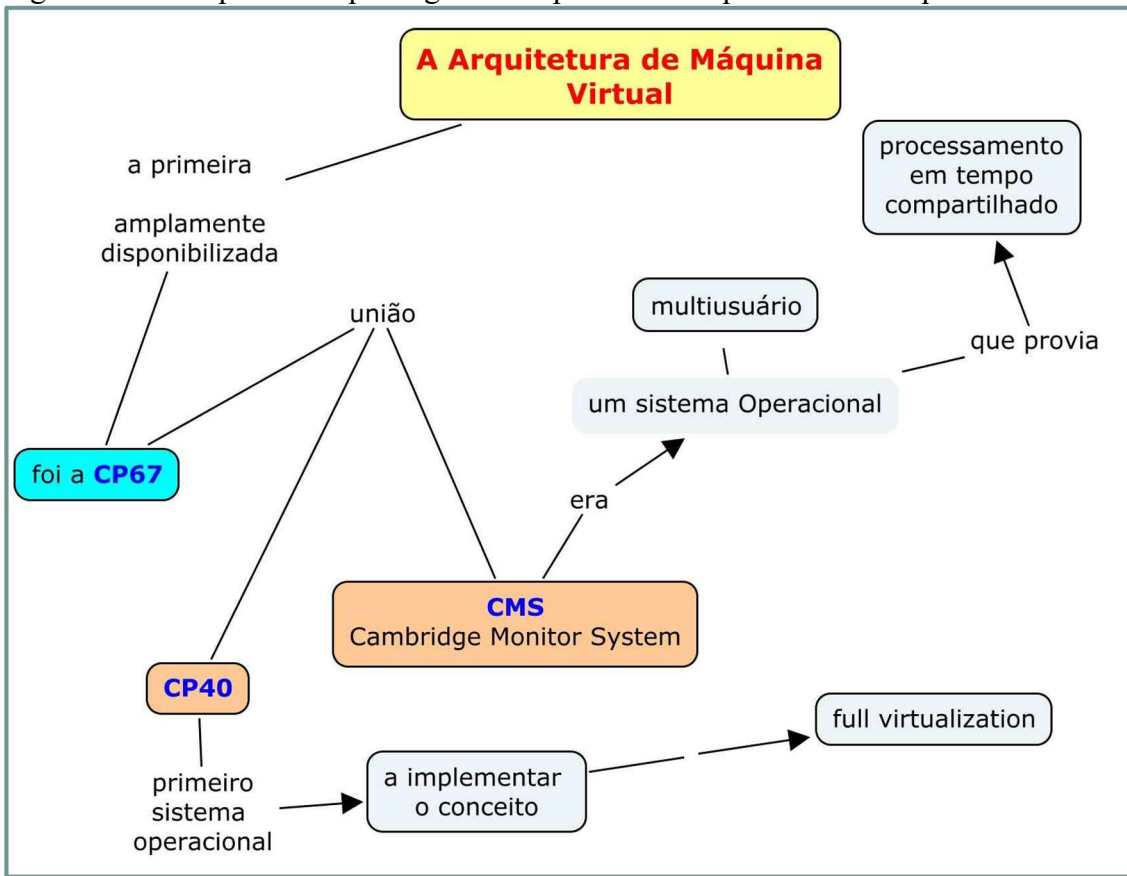 A Arquitetura de Máquina
Virtual
a primeira
amplamente
disponibilizada
processamento
em tempo
compartilhado
união
multiusuário
que provia
um sistema Operacional
foi a CP67
era
CMS
Cambridge Monitor System
CP40
full virtualization
primeiro
sistema
operacional
a implementar
o conceito